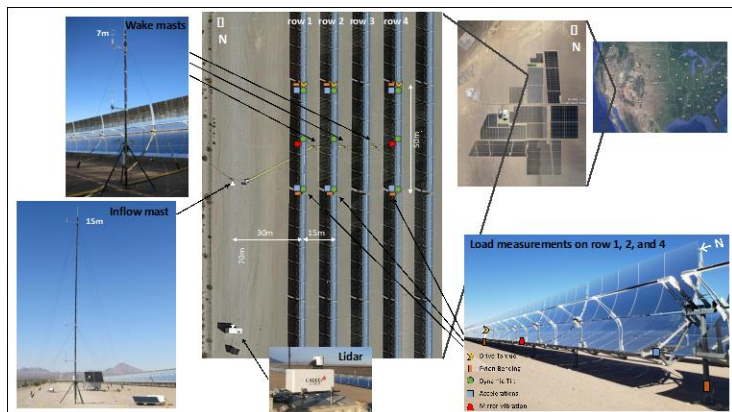 Wake masts
7m
N
row 1
row 2
row 3
row 4
N
15m
Inflow mast
50m
30m
15m
70m
Lidar
Load measurements on row 1, 2, and 4
N
Drive Torque
Pylon Bending
Dynamic Tilt
Accelerations
Mirror Vibration